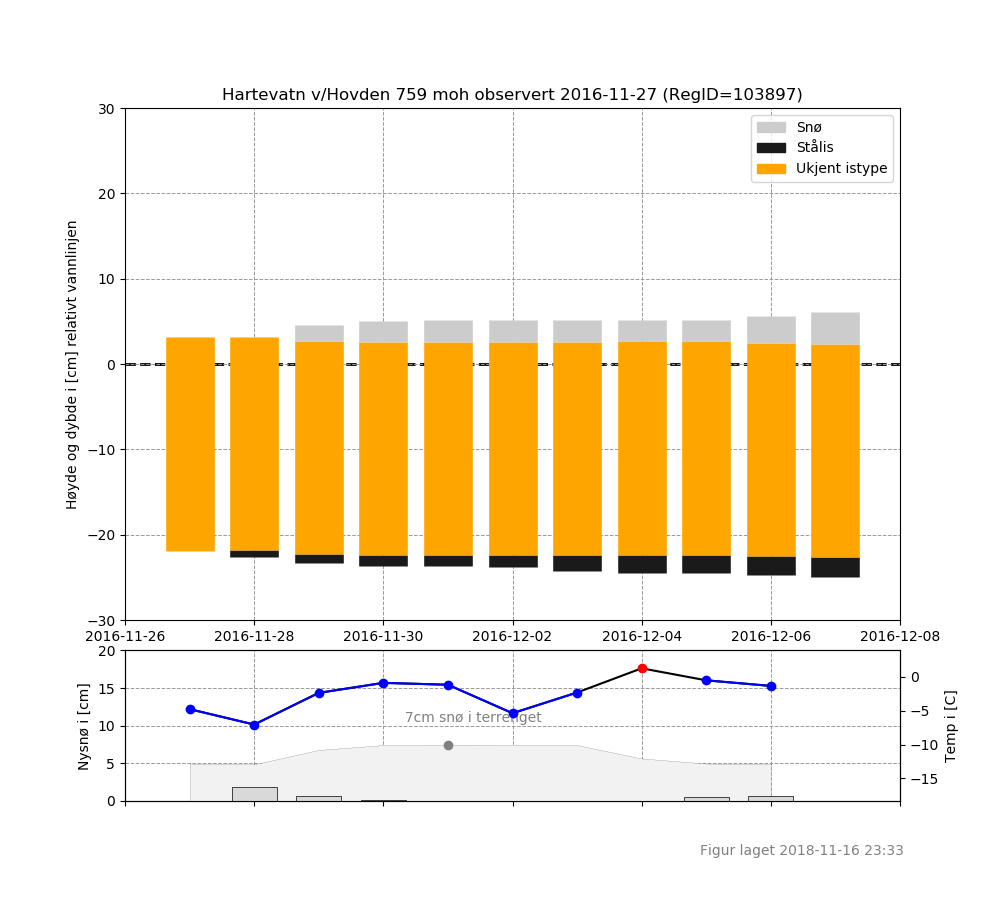 Hartevatn v/Hovden 759 moh observert 2016-11-27 (RegID=103897)
30
20
10
0
−10
−20
−30
Høyde og dybde i [cm] relativt vannlinjen
Snø
Stålis
Ukjent istype
2016-11-26
2016-11-28
2016-11-30
2016-12-02
2016-12-04
2016-12-06
2016-12-08
20
15
10
5
0
Nysnø i [cm]
7cm snø i terrenget
0
−5
−10
−15
Temp i [C]
Figur laget 2018-11-16 23:33